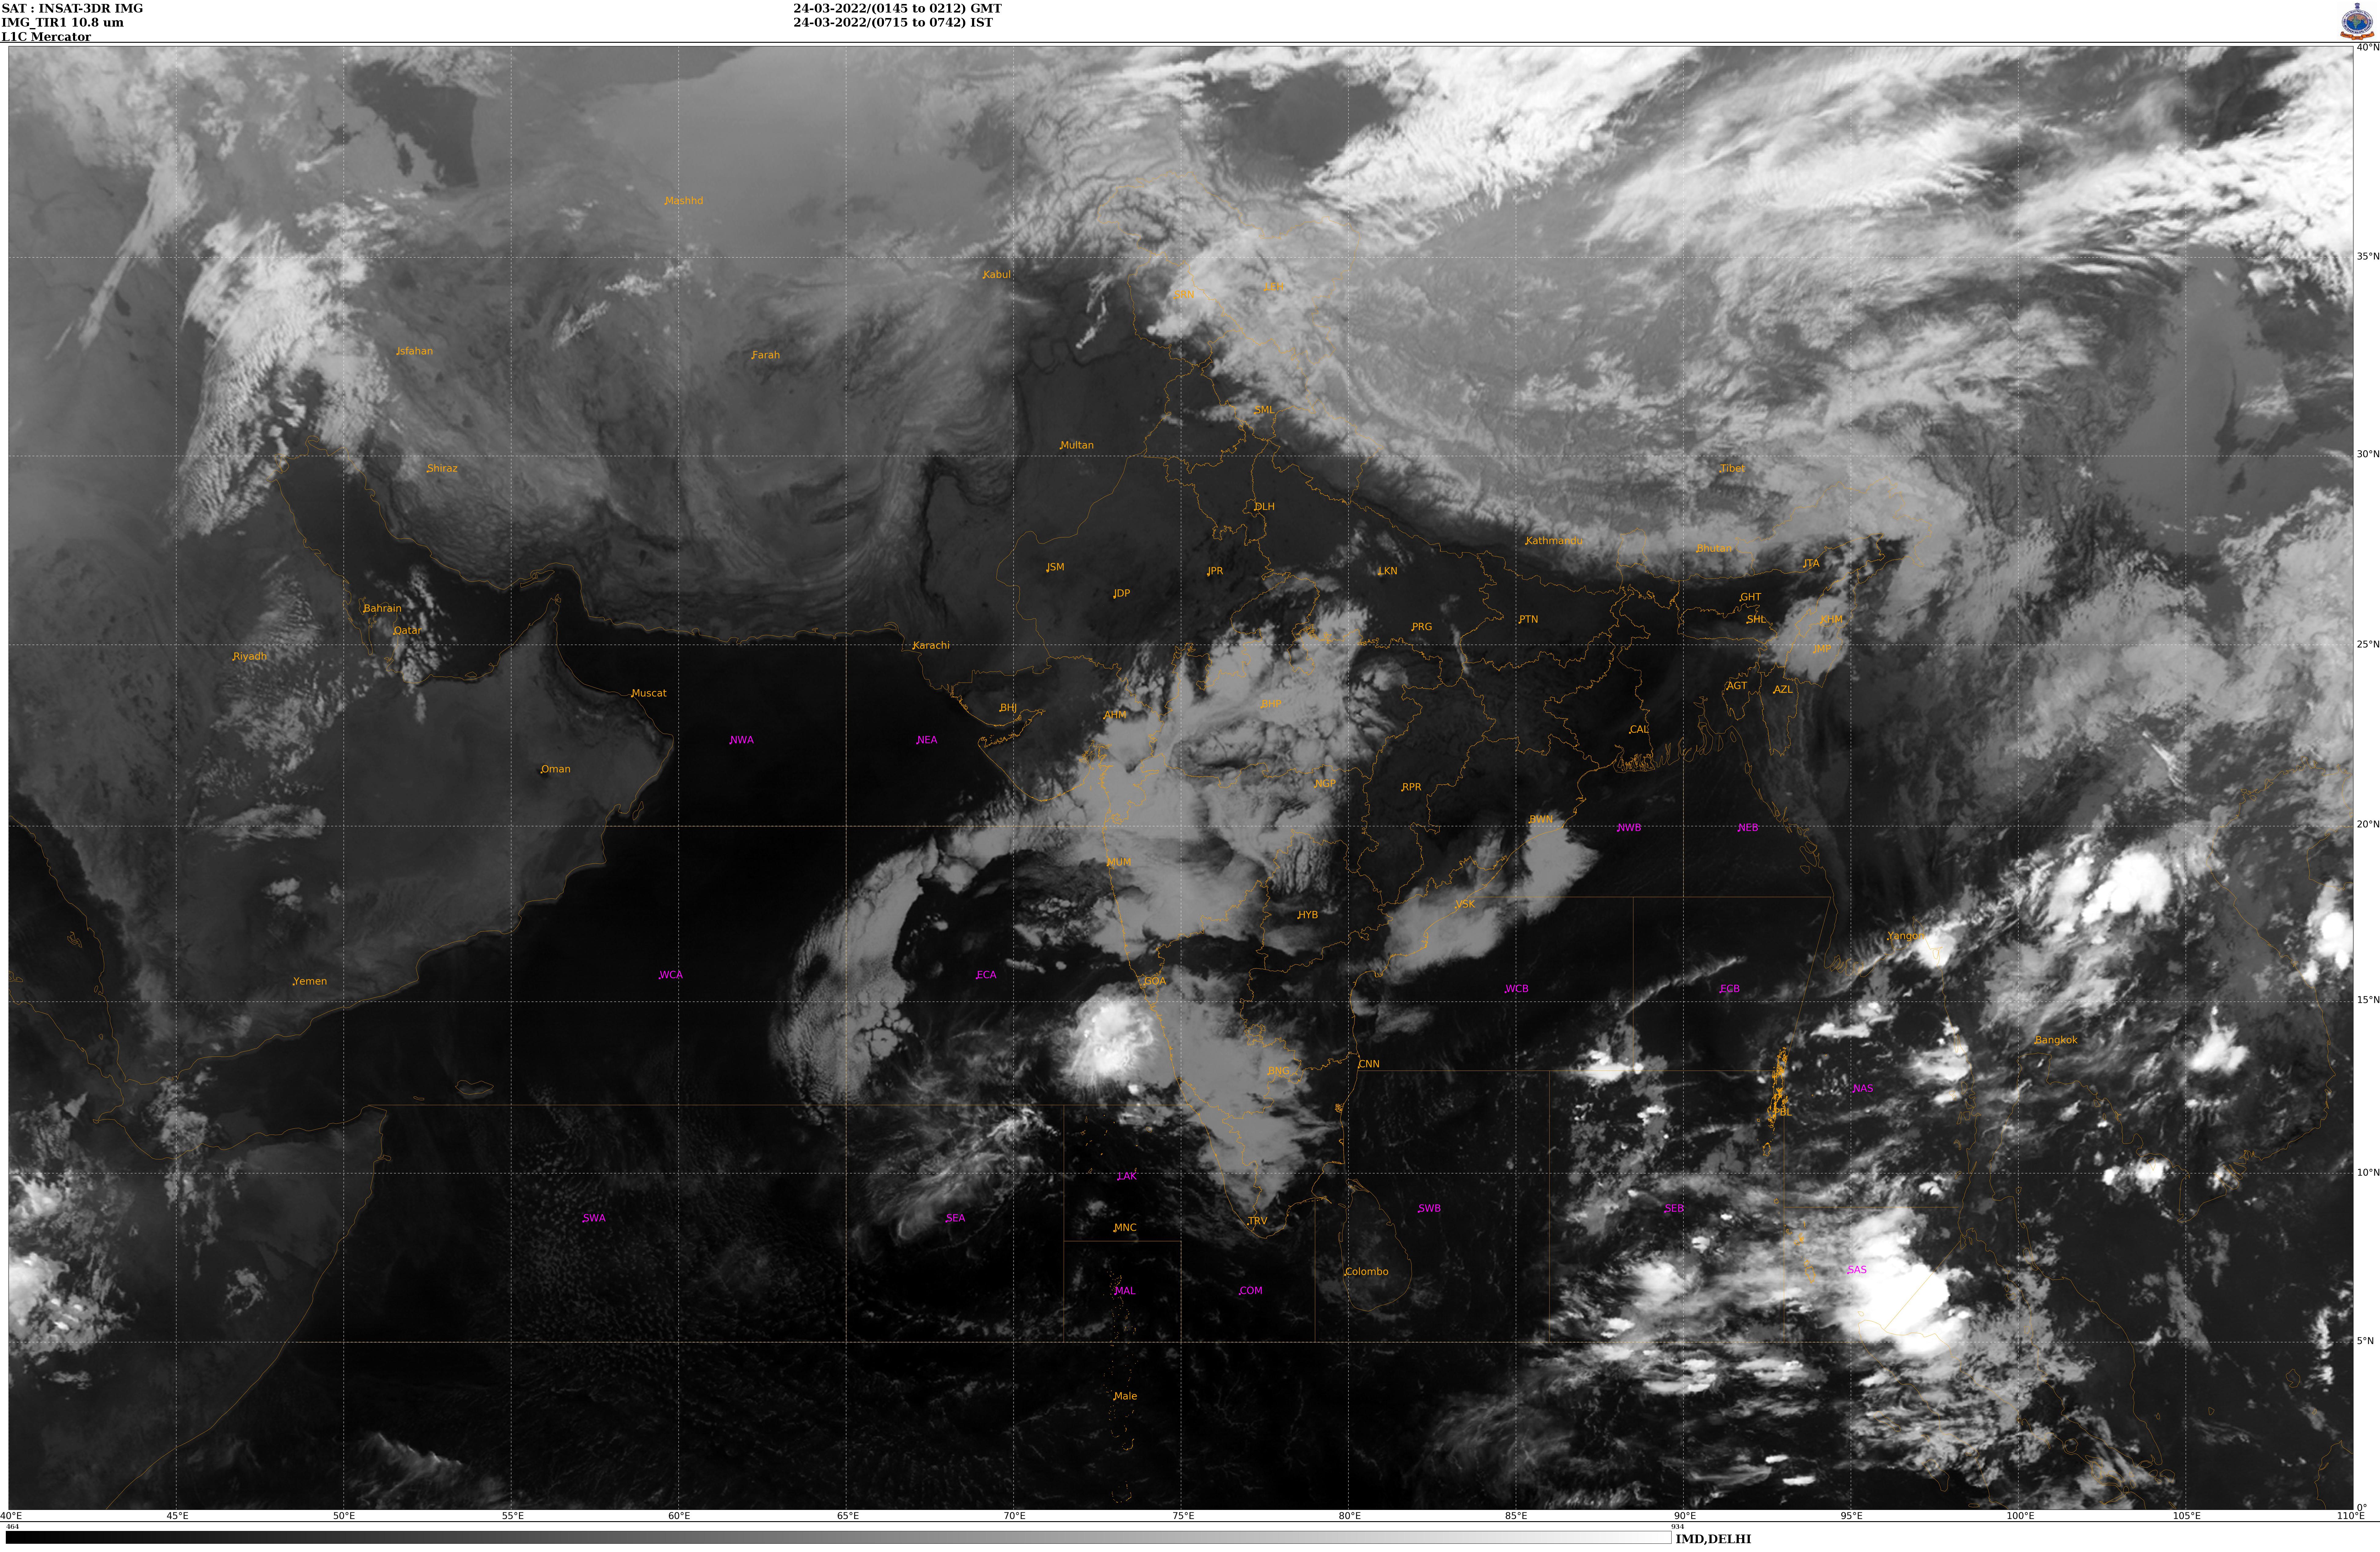 SAT : INSAT-3DR IMG
IMG_TIR1 10.8 um
L1C Mercator
24-03-2022/(0145 to 0212) GMT
24-03-2022/(0715 to 0742) IST
40°N
Mashhd
35°N
Kabul
SRN
LEH
Isfahan
Farah
SML
Multan
30°N
Shiraz
Tibet
DLH
Kathmandu
Bhutan
JSM
JPR
LKN
ITA
JDP
GHT
Bahrain
SHL
KHM
Qatar
PRG
PTN
25°N
Karachi
Riyadh
IMP
Muscat
AGT
AZL
BHJ
AHM
BHP
CAL
NWA
NEA
Oman
NGP
RPR
BWN
NWB
NEB
20°N
MUM
VSK
HYB
Yangon
WCA
ECA
Yemen
GOA
WCB
ECB
15°N
Bangkok
BNG
CNN
NAS
PBL
LAK
10°N
SWA
SEA
TRV
MNC
SWB
SEB
Colombo
SAS
MAL
COM
5°N
Male
0°
40°E 45°E 50°E 55°E 60°E 65°E 70°E 75°E 80°E 85°E 90°E 95°E 100°E 105°E 110°E
464
934
IMD,DELHI